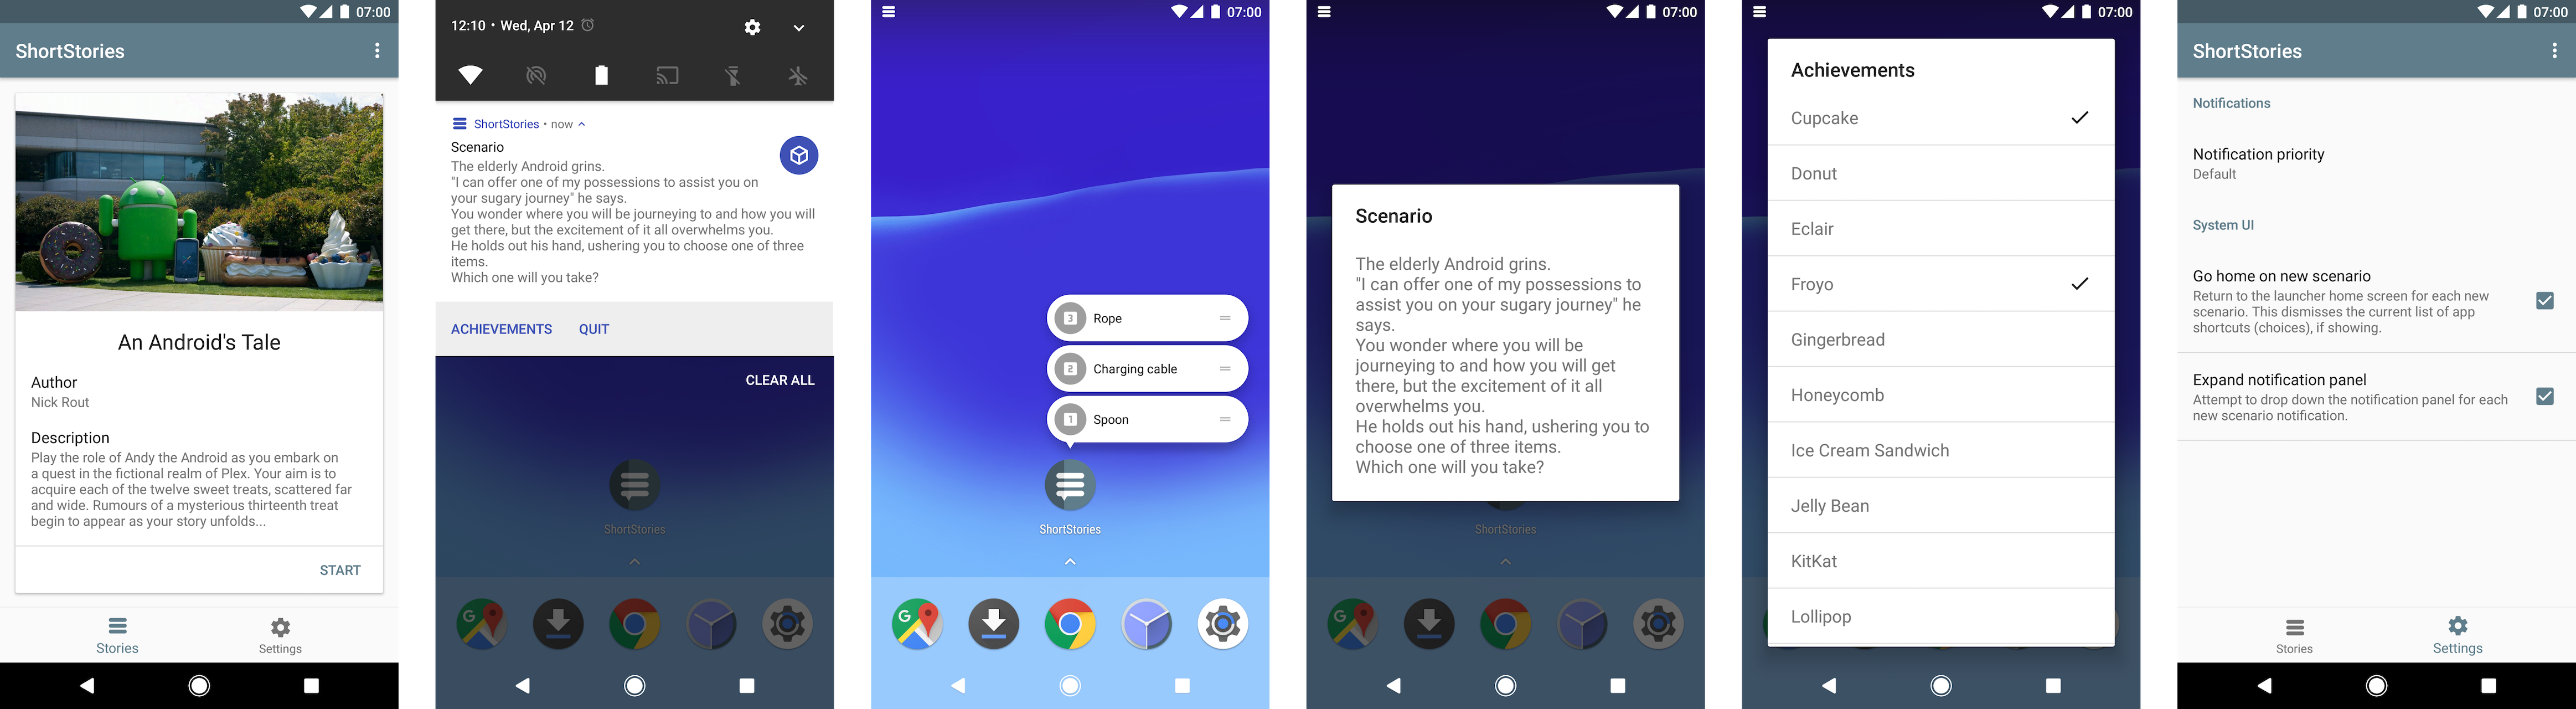 07:00
ShortStories
An Android's Tale
Author
Nick Rout
Description
Play the role of Andy the Android as you embark on
a quest in the fictional realm of Plex. Your aim is to
acquire each of the twelve sweet treats, scattered far
and wide. Rumours of a mysterious thirteenth treat
begin to appear as your story unfolds...
START
Stories
Settings
12:10 • Wed, Apr 12
ShortStories • now
Scenario
The elderly Android grins.
"I can offer one of my possessions to assist you on
your sugary journey" he says.
You wonder where you will be journeying to and how you will
get there, but the excitement of it all overwhelms you.
He holds out his hand, ushering you to choose one of three
items.
Which one will you take?
ACHIEVEMENTS QUIT
CLEAR ALL
ShortStories
07:00
3 Rope
2 Charging cable
1 Spoon
ShortStories
G
07:00
Scenario
The elderly Android grins.
"I can offer one of my possessions to
assist you on your sugary journey" he
says.
You wonder where you will be
journeying to and how you will get
there, but the excitement of it all
overwhelms you.
He holds out his hand, ushering you to
choose one of three items.
Which one will you take?
ShortStories
07:00
Achievements
Cupcake
Donut
Eclair
Froyo
Gingerbread
Honeycomb
Ice Cream Sandwich
Jelly Bean
KitKat
Lollipop
07:00
ShortStories
Notifications
Notification priority
Default
System UI
Go home on new scenario
Return to the launcher home screen for each new
scenario. This dismisses the current list of app
shortcuts (choices), if showing.
Expand notification panel
Attempt to drop down the notification panel for each
new scenario notification.
Stories
Settings